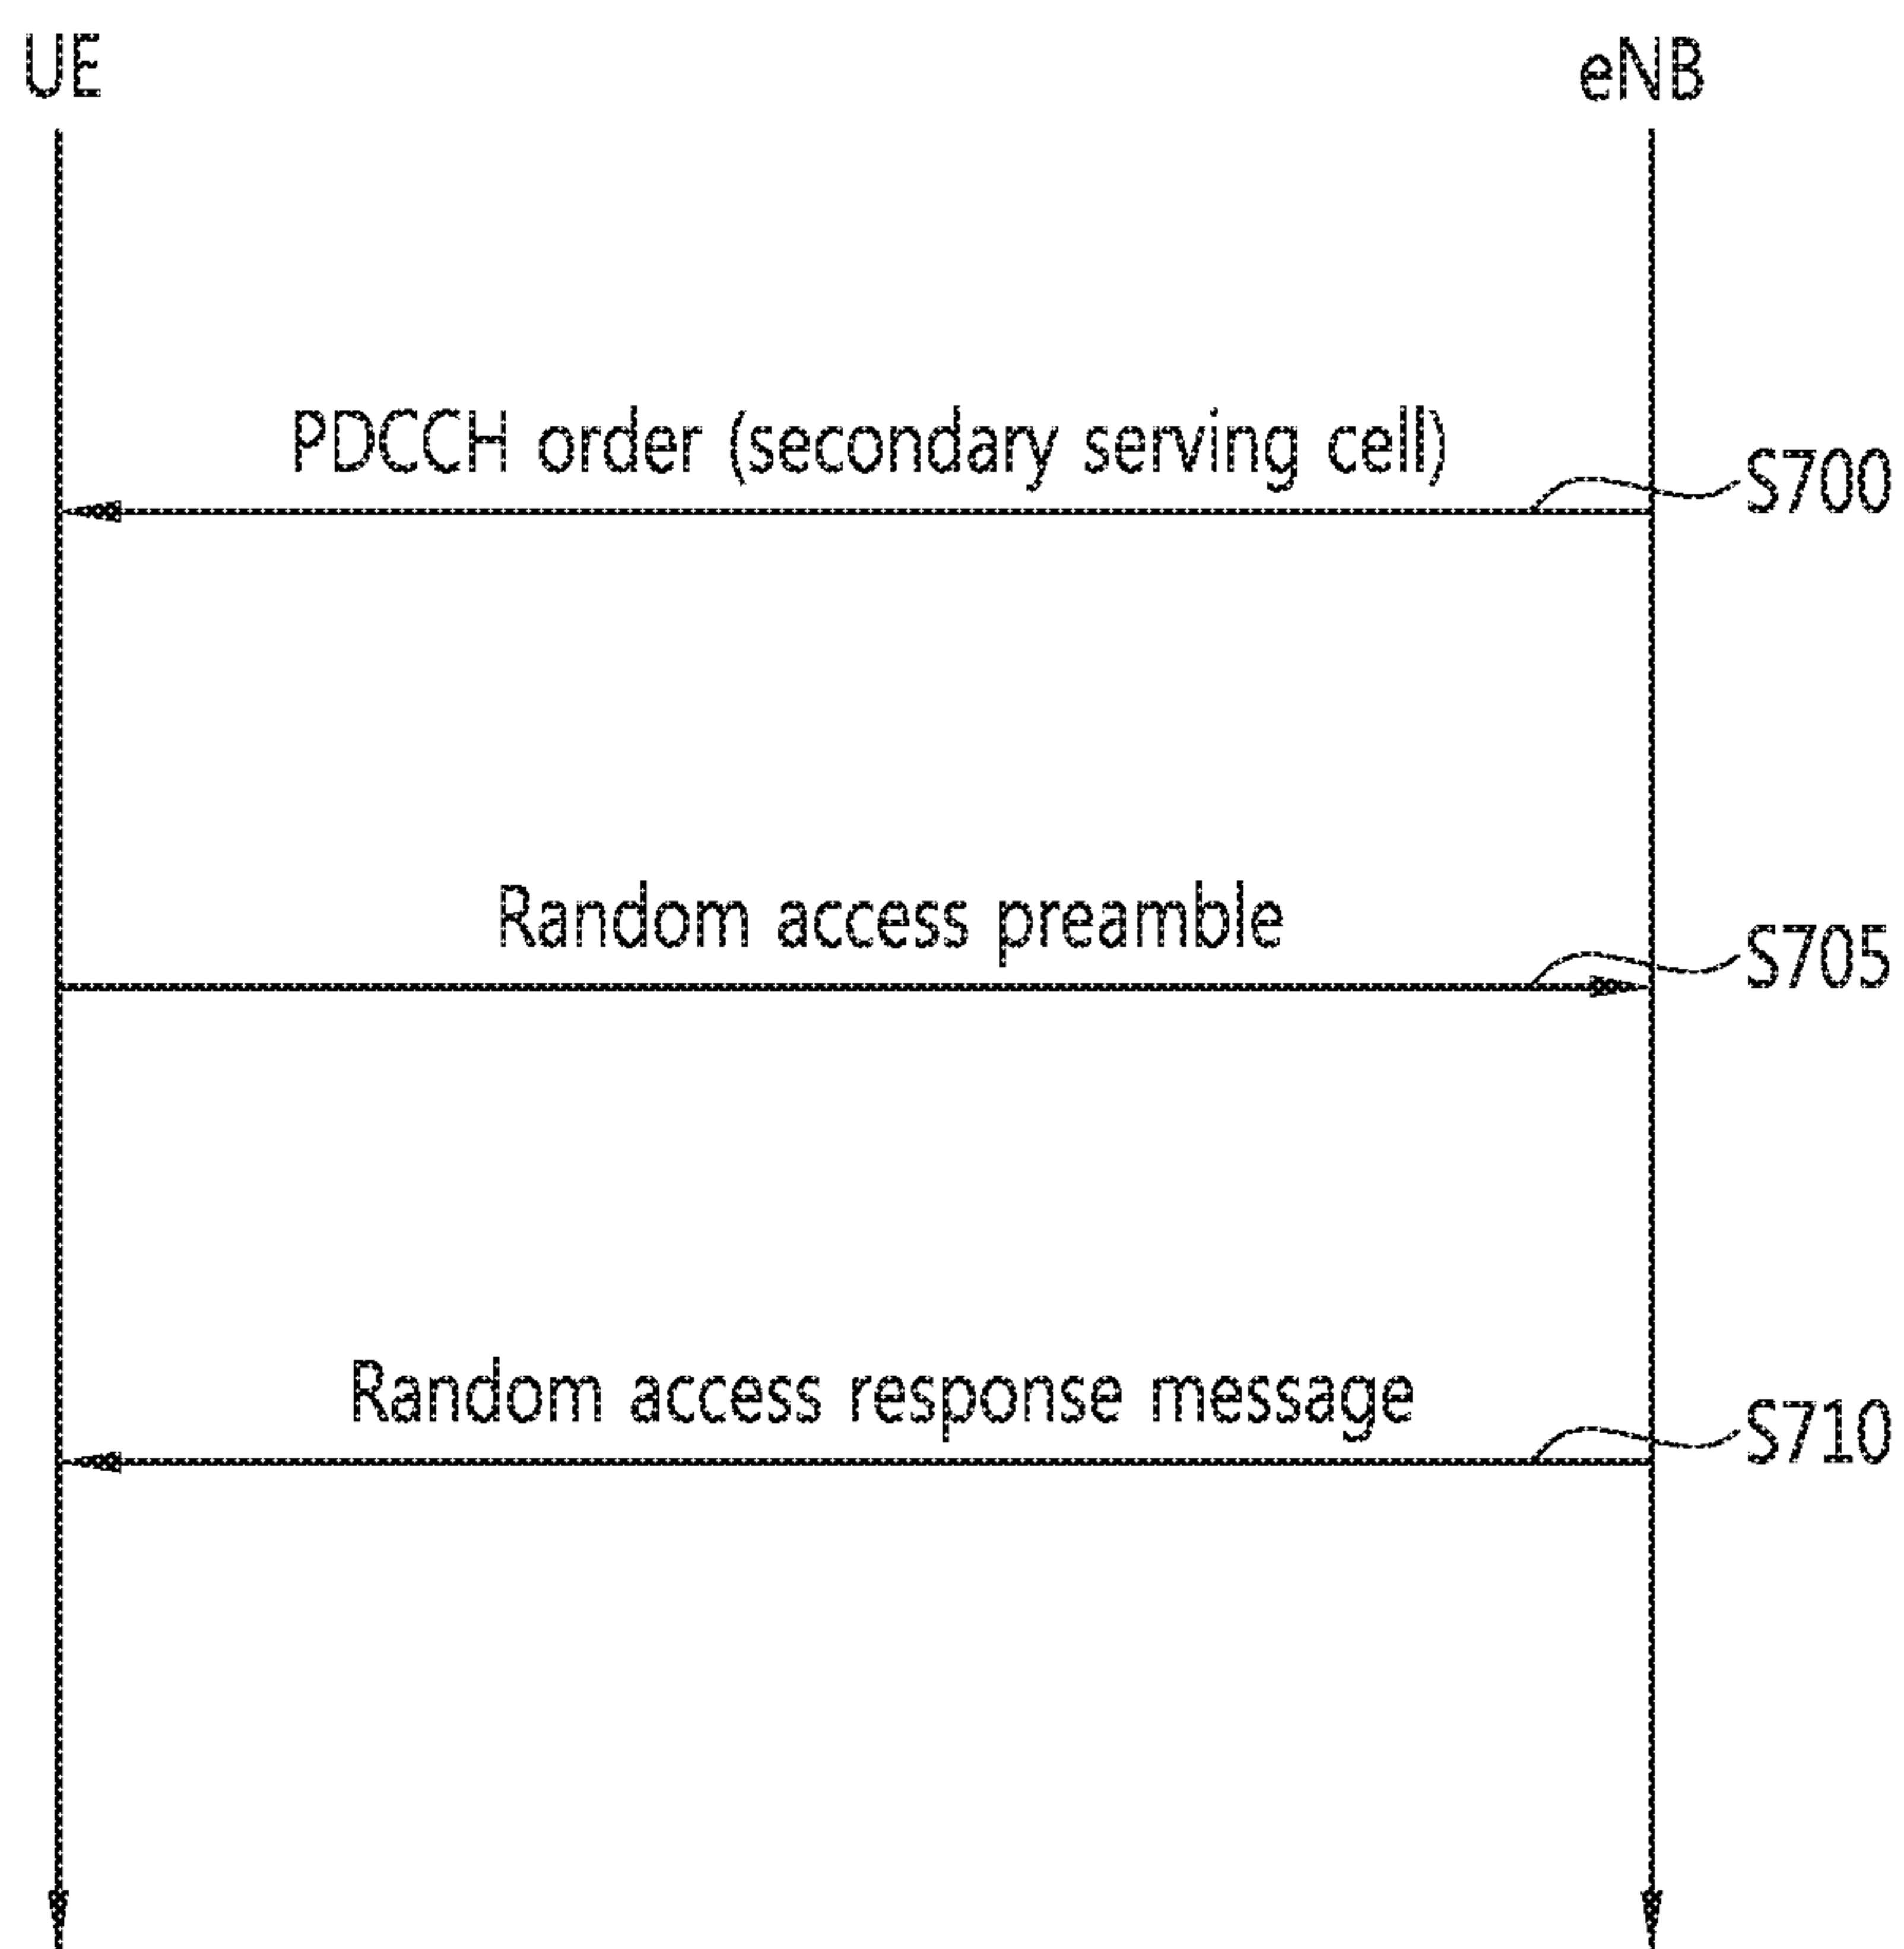 UE
eNB
PDCCH order (secondary serving cell)
S700
Random access preamble
S705
Random access response message
S710